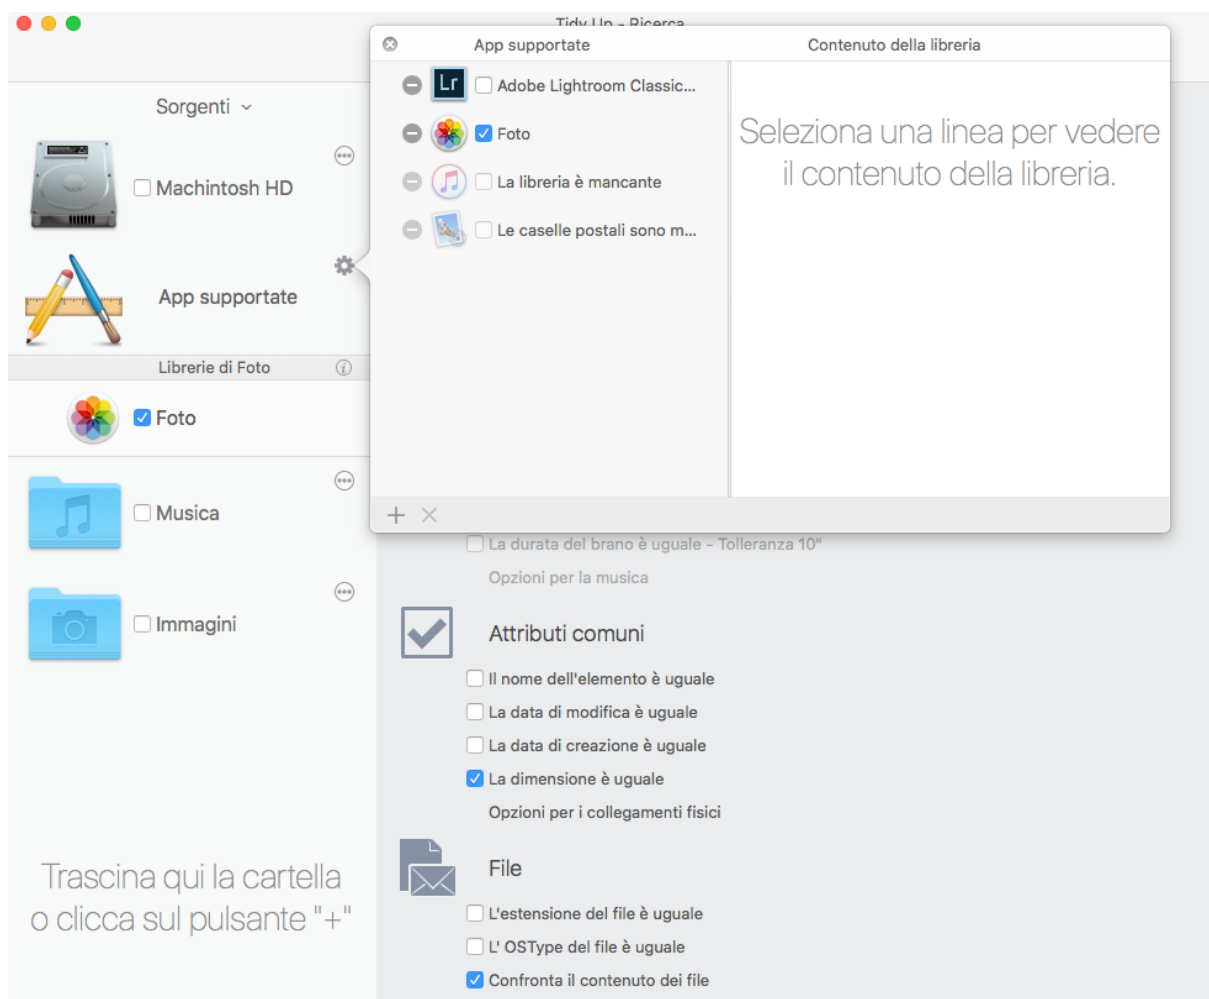 Tidy Up - Ricerca
App supportate
Contenuto della libreria
Lr
Adobe Lightroom Classic...
Foto
La libreria è mancante
Le caselle postali sono m...
Seleziona una linea per vedere
il contenuto della libreria.
Sorgenti
Machintosh HD
App supportate
Librerie di Foto
Foto
Musica
Immagini
Trascina qui la cartella
o clicca sul pulsante "+"
La durata del brano è uguale - Tolleranza 10"
Opzioni per la musica
Attributi comuni
Il nome dell'elemento è uguale
La data di modifica è uguale
La data di creazione è uguale
La dimensione è uguale
Opzioni per i collegamenti fisici
File
L'estensione del file è uguale
L' OSType del file è uguale
Confronta il contenuto dei file